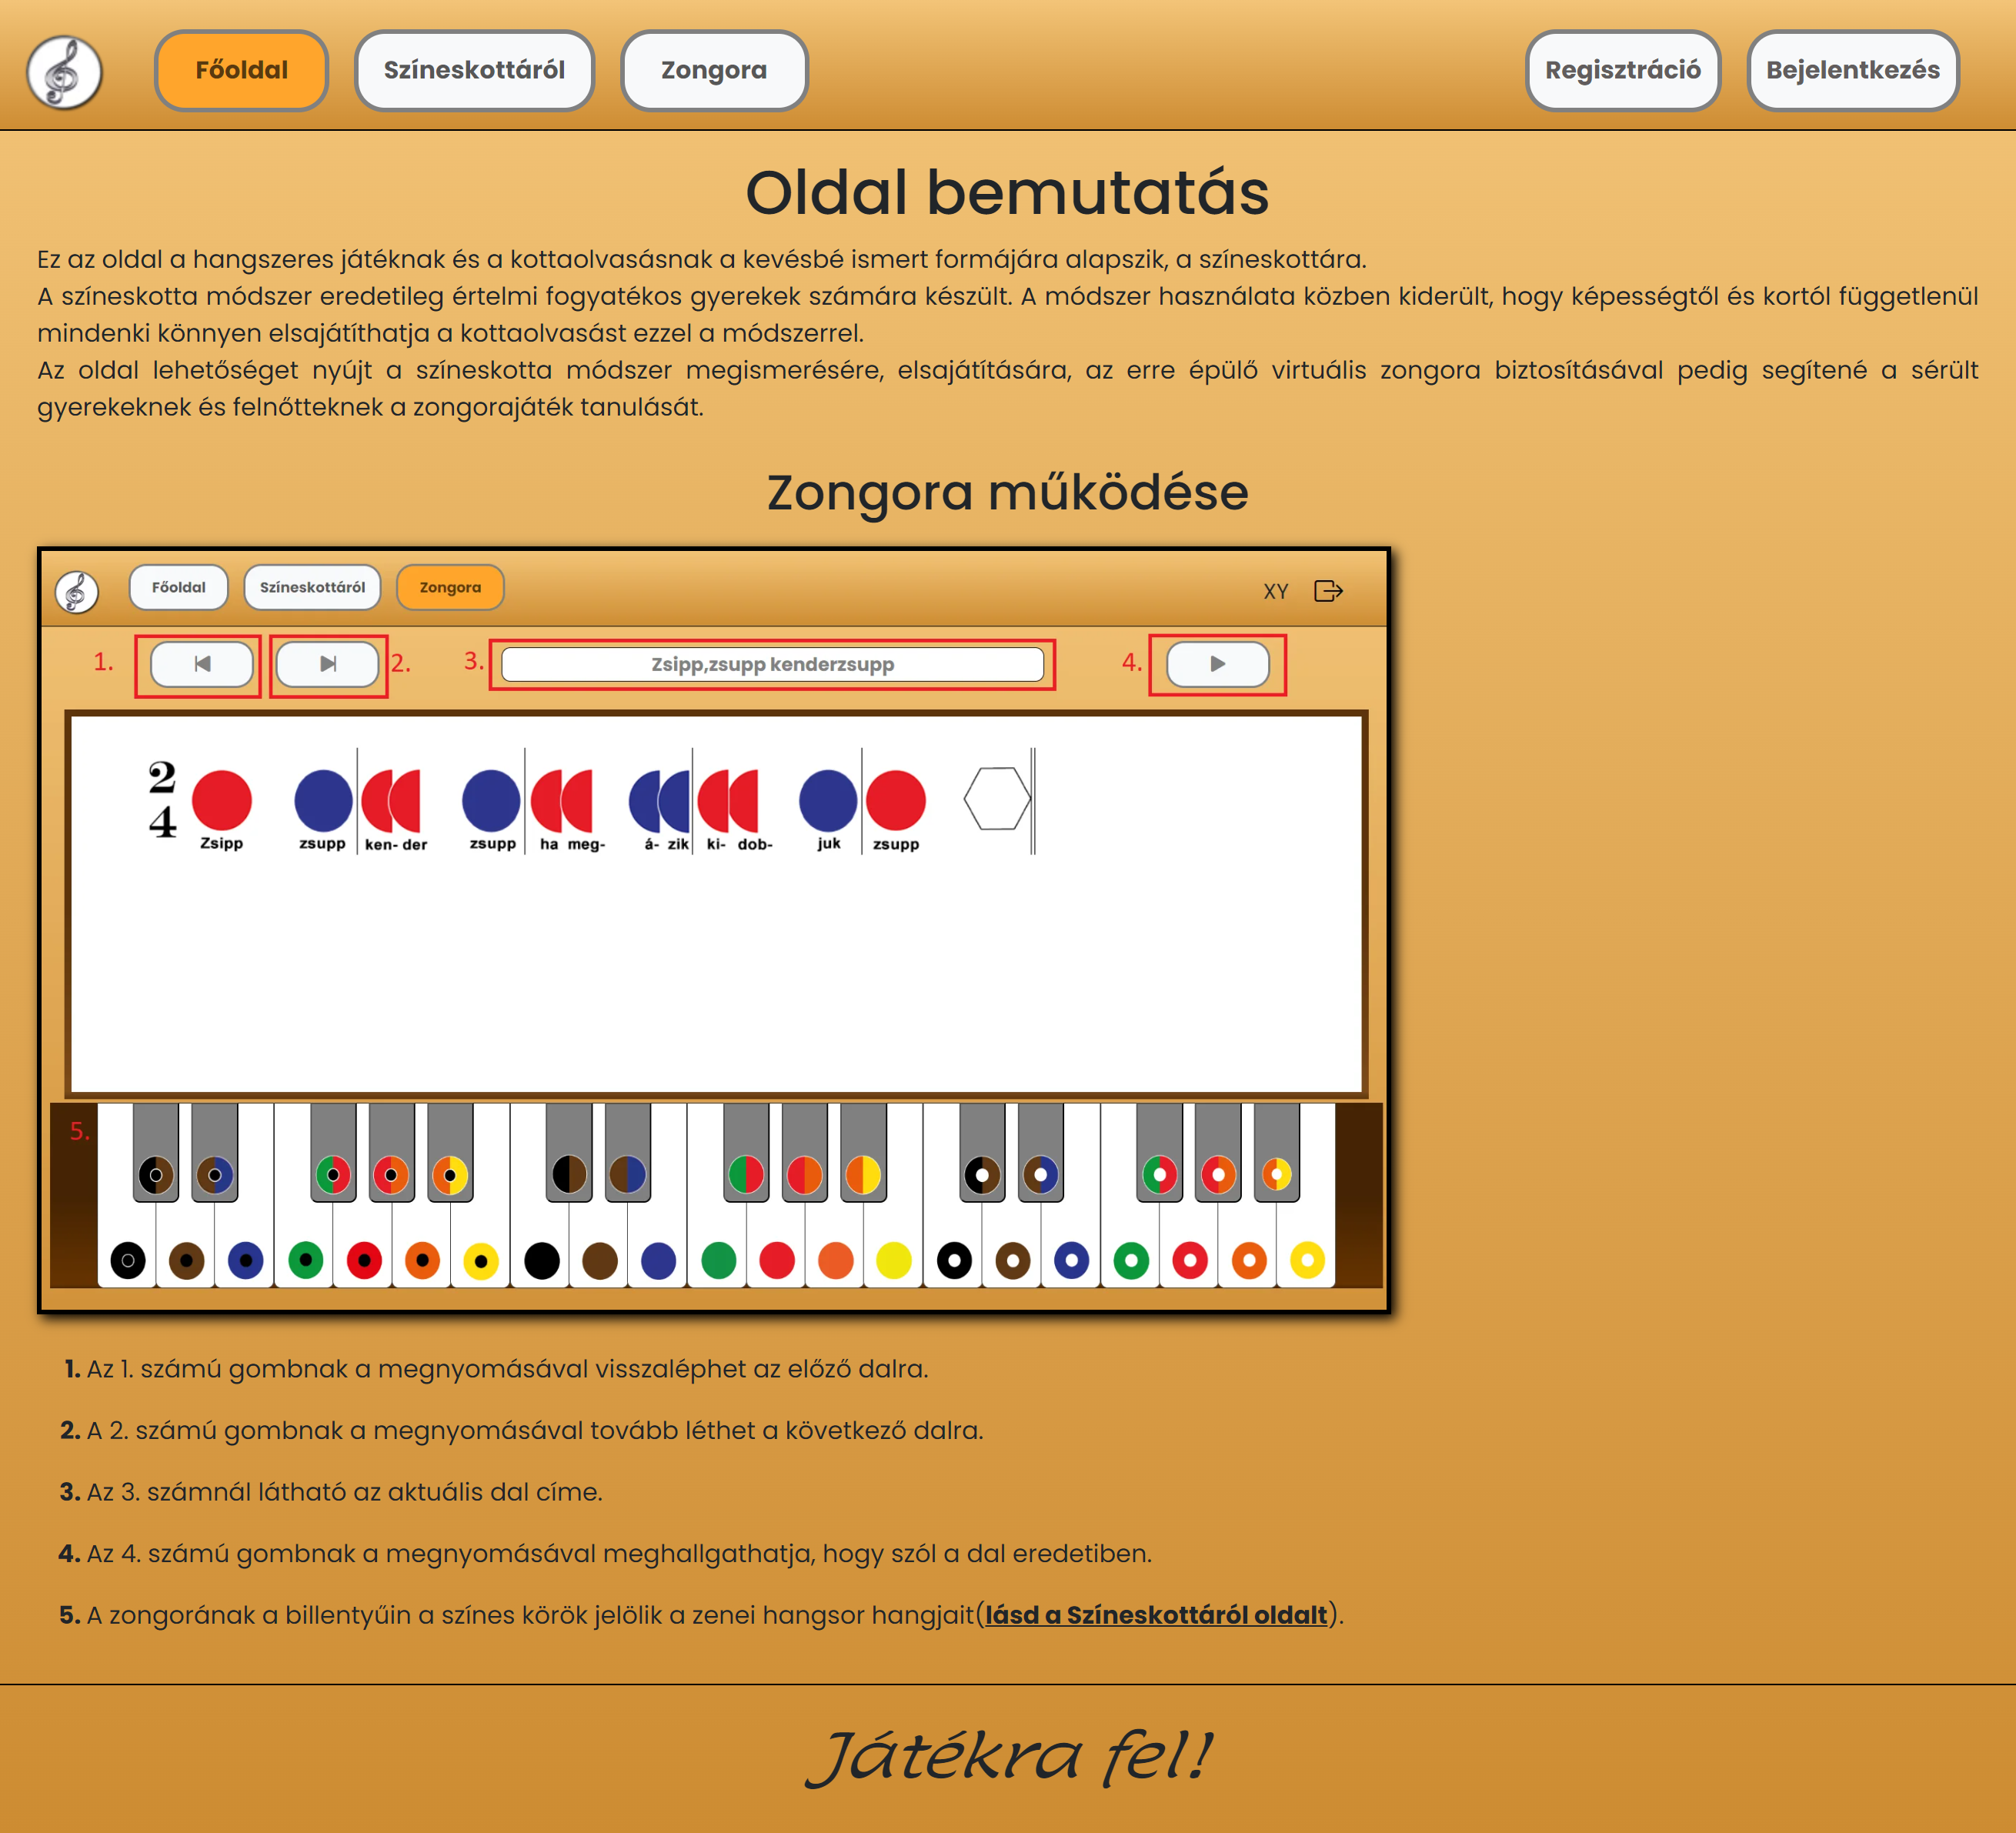 Főoldal Színeskottáról Zongora Regisztráció Bejelentkezés
Oldal bemutatás
Ez az oldal a hangszeres játéknak és a kottaolvasásnak a kevésbé ismert formájára alapszik, a színeskottára.
A színeskotta módszer eredetileg értelmi fogyatékos gyerekek számára készült. A módszer használata közben kiderült, hogy képességtől és kortól függetlenül
mindenki könnyen elsajátíthatja a kottaolvasást ezzel a módszerrel.
Az oldal lehetőséget nyújt a színeskotta módszer megismerésére, elsajátítására, az erre épülő virtuális zongora biztosításával pedig segítené a sérült
gyerekeknek és felnőtteknek a zongorajáték tanulását.
Zongora működése
Főoldal Színeskottáról Zongora XY
1. 2. 3. Zsipp,zsupp kenderzsupp 4.
2
4
Zsipp zsupp ken- der zsupp ha meg- á- zik ki- dob- juk zsupp
5.
1. Az 1. számú gombnak a megnyomásával visszaléphet az előző dalra.
2. A 2. számú gombnak a megnyomásával tovább léthet a következő dalra.
3. Az 3. számnál látható az aktuális dal címe.
4. Az 4. számú gombnak a megnyomásával meghallgathatja, hogy szól a dal eredetiben.
5. A zongorának a billentyűin a színes körök jelölik a zenei hangsor hangjait(lásd a Színeskottáról oldalt).
Játékra fel!